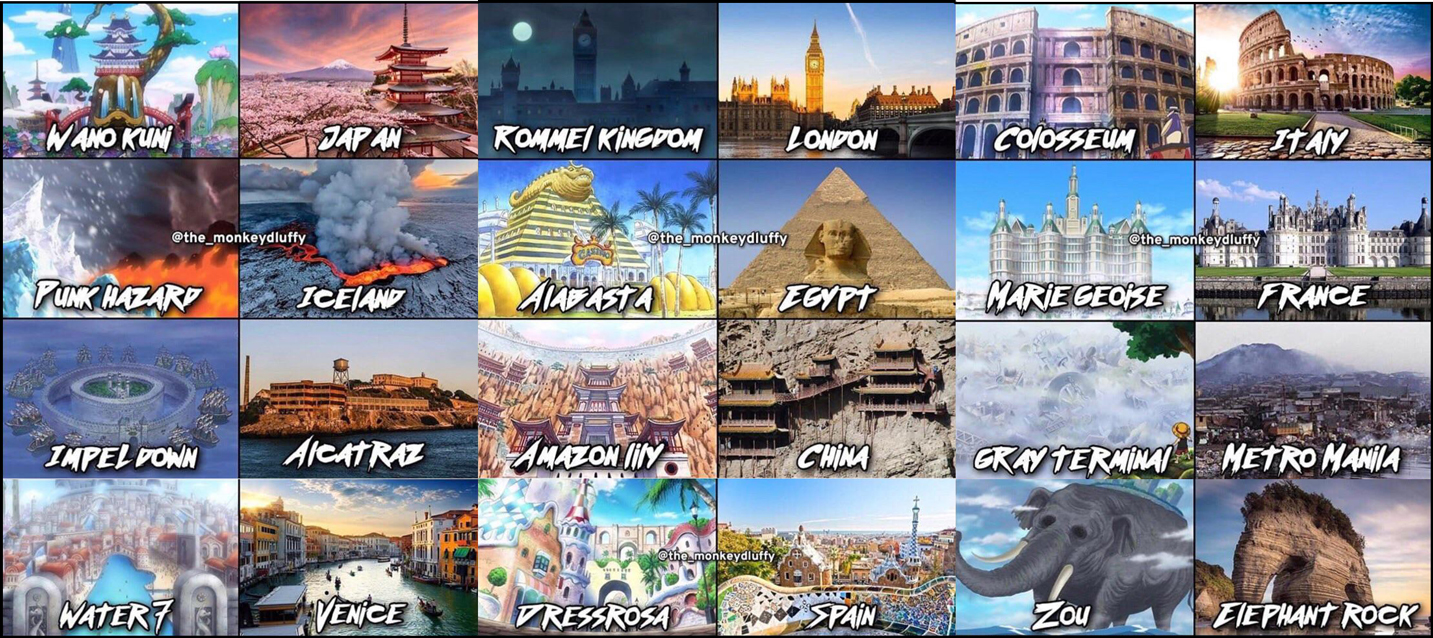 WANO KUNI
JAPAN
ROMMEL KINGDOM
LONDON
COLOSSEUM
ITALY
@the_monkeydluffy
@the_monkeydluffy
@the_monkeydluffy
PUNK HAZARD
ICELAND
ALABASTA
EGYPT
MARIE GEOISE
FRANCE
IMPEL DOWN
ALCATRAZ
AMAZON LILY
CHINA
GRAY TERMINAL
METRO MANILA
@the_monkeydluffy
WATER 7
VENICE
DRESSROSA
SPAIN
ZOU
ELEPHANT ROCK